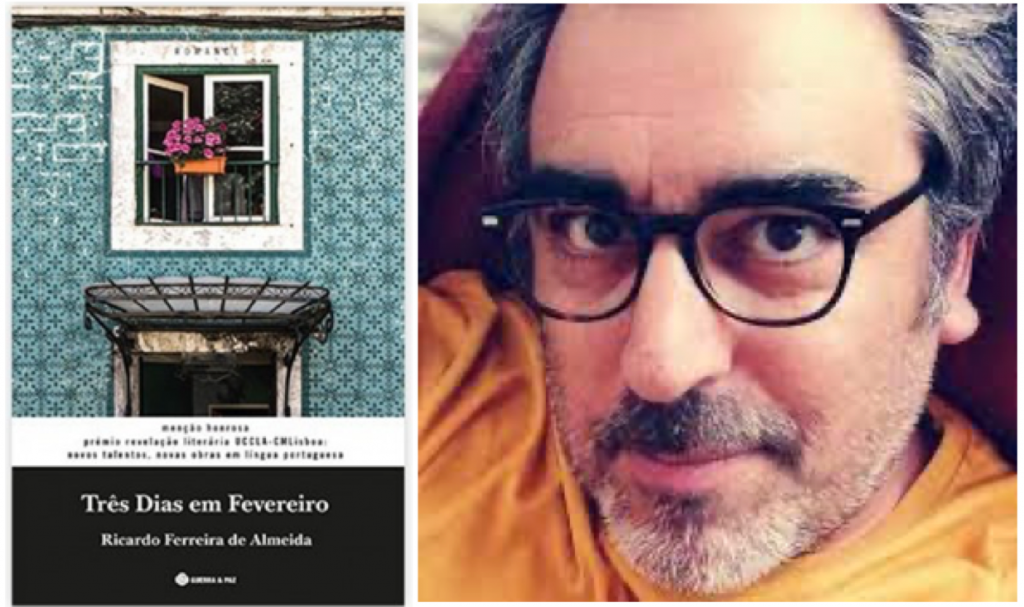 ROMANCE
menção honrosa
prémio revelação literária UCCLA-CMLisboa:
novos talentos, novas obras em língua portuguesa
Três Dias em Fevereiro
Ricardo Ferreira de Almeida
GUERRA & PAZ